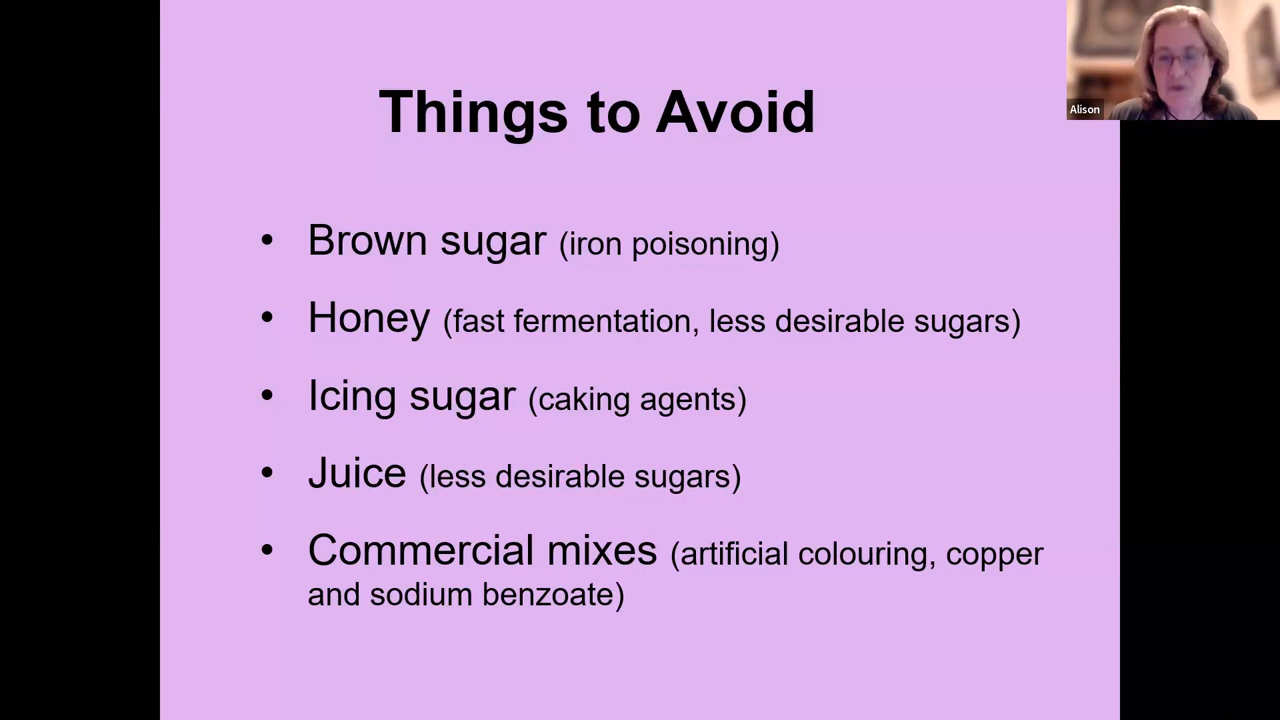 Things to Avoid
Alison
• Brown sugar (iron poisoning)
• Honey (fast fermentation, less desirable sugars)
• Icing sugar (caking agents)
• Juice (less desirable sugars)
• Commercial mixes (artificial colouring, copper
and sodium benzoate)